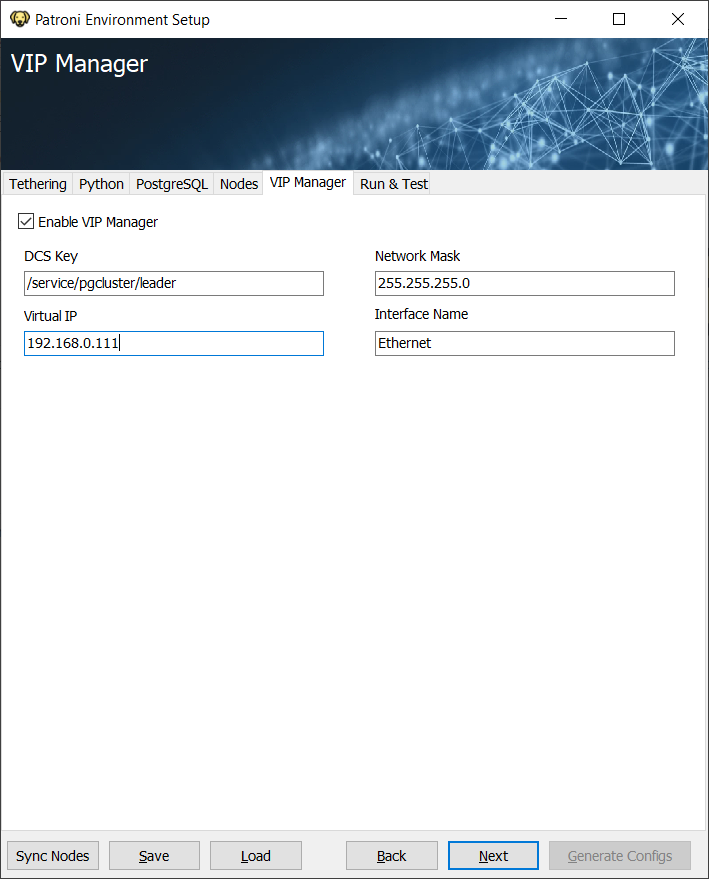 Patroni Environment Setup
VIP Manager
Tethering Python PostgreSQL Nodes VIP Manager Run & Test
Enable VIP Manager
DCS Key Network Mask
/service/pgcluster/leader 255.255.255.0
Virtual IP Interface Name
192.168.0.111 Ethernet
Sync Nodes Save Load Back Next Generate Configs